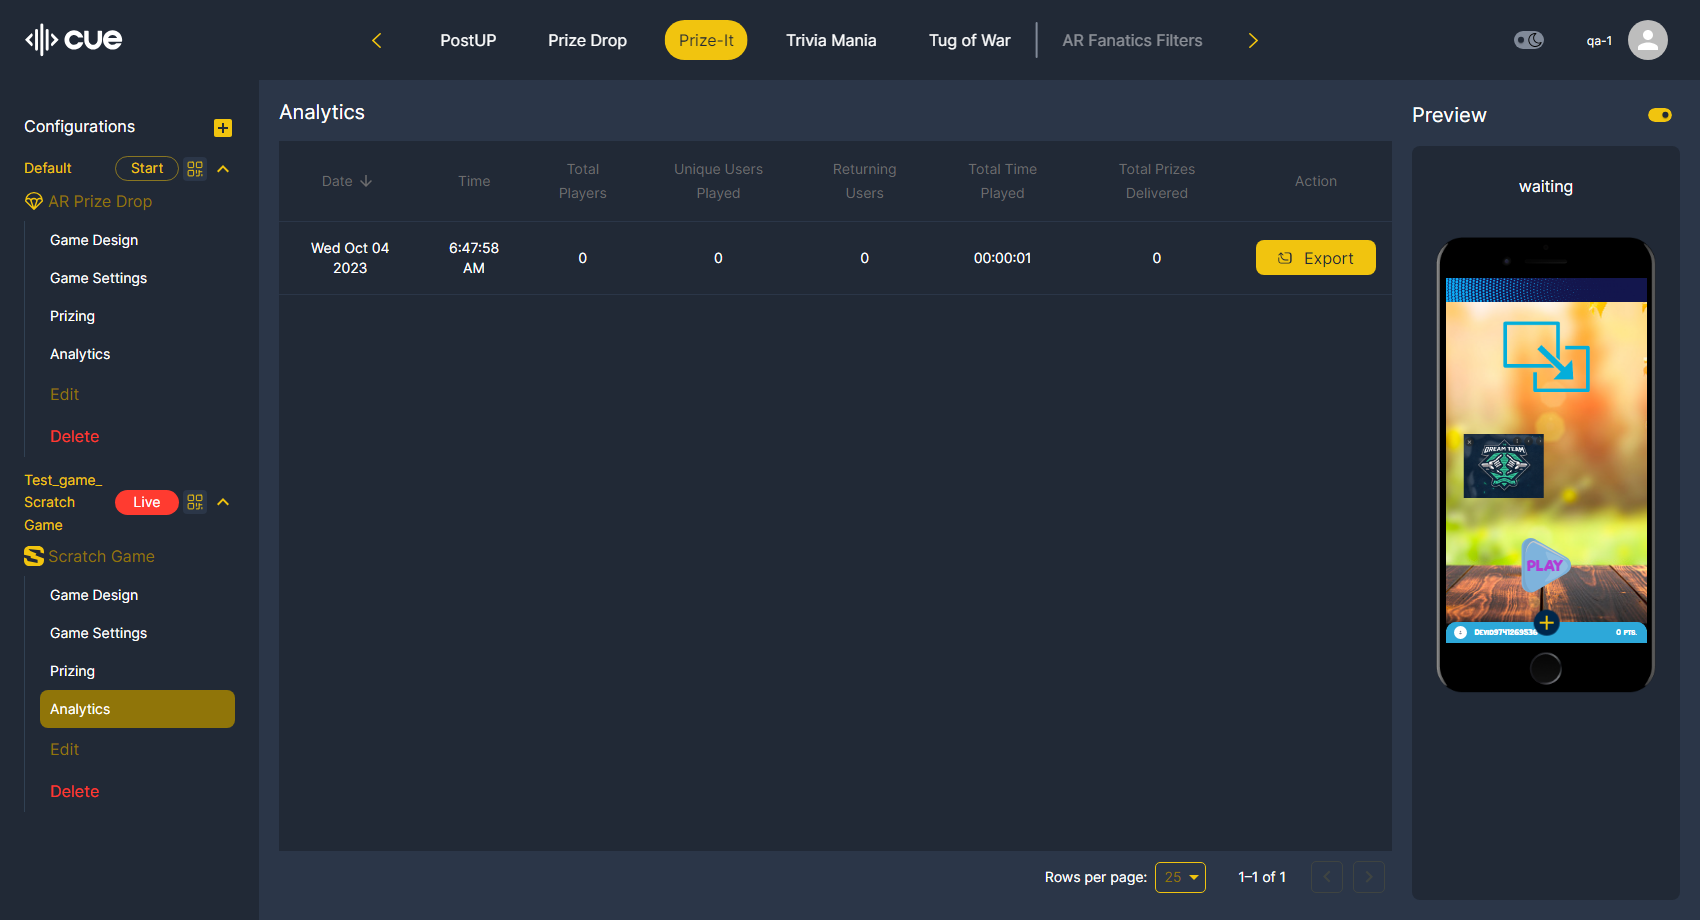 cue
PostUP
Prize Drop
Prize-It
Trivia Mania
Tug of War
AR Fanatics Filters
qa-1
Configurations
Default
Start
AR Prize Drop
Game Design
Game Settings
Prizing
Analytics
Edit
Delete
Test_game_
Scratch
Game
Live
Scratch Game
Game Design
Game Settings
Prizing
Analytics
Edit
Delete
Analytics
Date
Time
Total
Players
Unique Users
Played
Returning
Users
Total Time
Played
Total Prizes
Delivered
Action
Wed Oct 04
2023
6:47:58
AM
0
0
0
00:00:01
0
Export
Rows per page:
25
1–1 of 1
Preview
waiting
DREAM TEAM
PLAY
0 PTS.